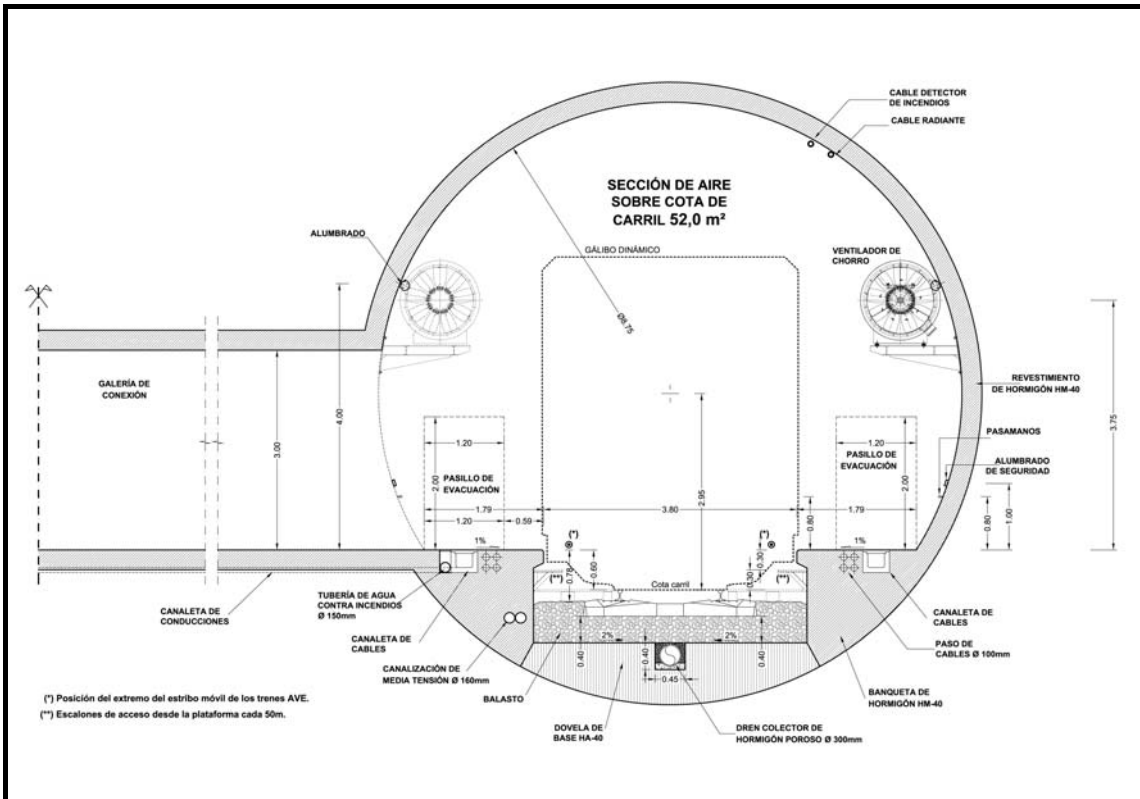 CABLE DETECTOR
DE INCENDIOS
CABLE RADIANTE
SECCIÓN DE AIRE
SOBRE COTA DE
CARRIL 52,0 m²
ALUMBRADO
GÁLIBO DINÁMICO
VENTILADOR DE
CHORRO
Ø8.75
GALERÍA DE
CONEXIÓN
REVESTIMIENTO
DE HORMIGÓN HM-40
4.00
3.00
3.75
PASAMANOS
1.20
1.20
PASILLO DE
EVACUACIÓN
2.00
PASILLO DE
EVACUACIÓN
2.00
ALUMBRADO
DE SEGURIDAD
2.95
1.79
3.80
1.79
1.20
0.59
0.80
0.80
1.00
1%
(*)
(*)
1%
0.78
0.60
0.30
0.30
(**)
(**)
Cota carril
TUBERÍA DE AGUA
CONTRA INCENDIOS
Ø 150mm
CANALETA DE
CONDUCCIONES
CANALETA DE
CABLES
CANALETA DE
CABLES
2%
2%
PASO DE
CABLES Ø 100mm
0.40
0.40
0.40
0.45
CANALIZACIÓN DE
MEDIA TENSIÓN Ø 160mm
BALASTO
BANQUETA DE
HORMIGÓN HM-40
(*) Posición del extremo del estribo móvil de los trenes AVE.
(**) Escalones de acceso desde la plataforma cada 50m.
DOVELA DE
BASE HA-40
DREN COLECTOR DE
HORMIGÓN POROSO Ø 300mm